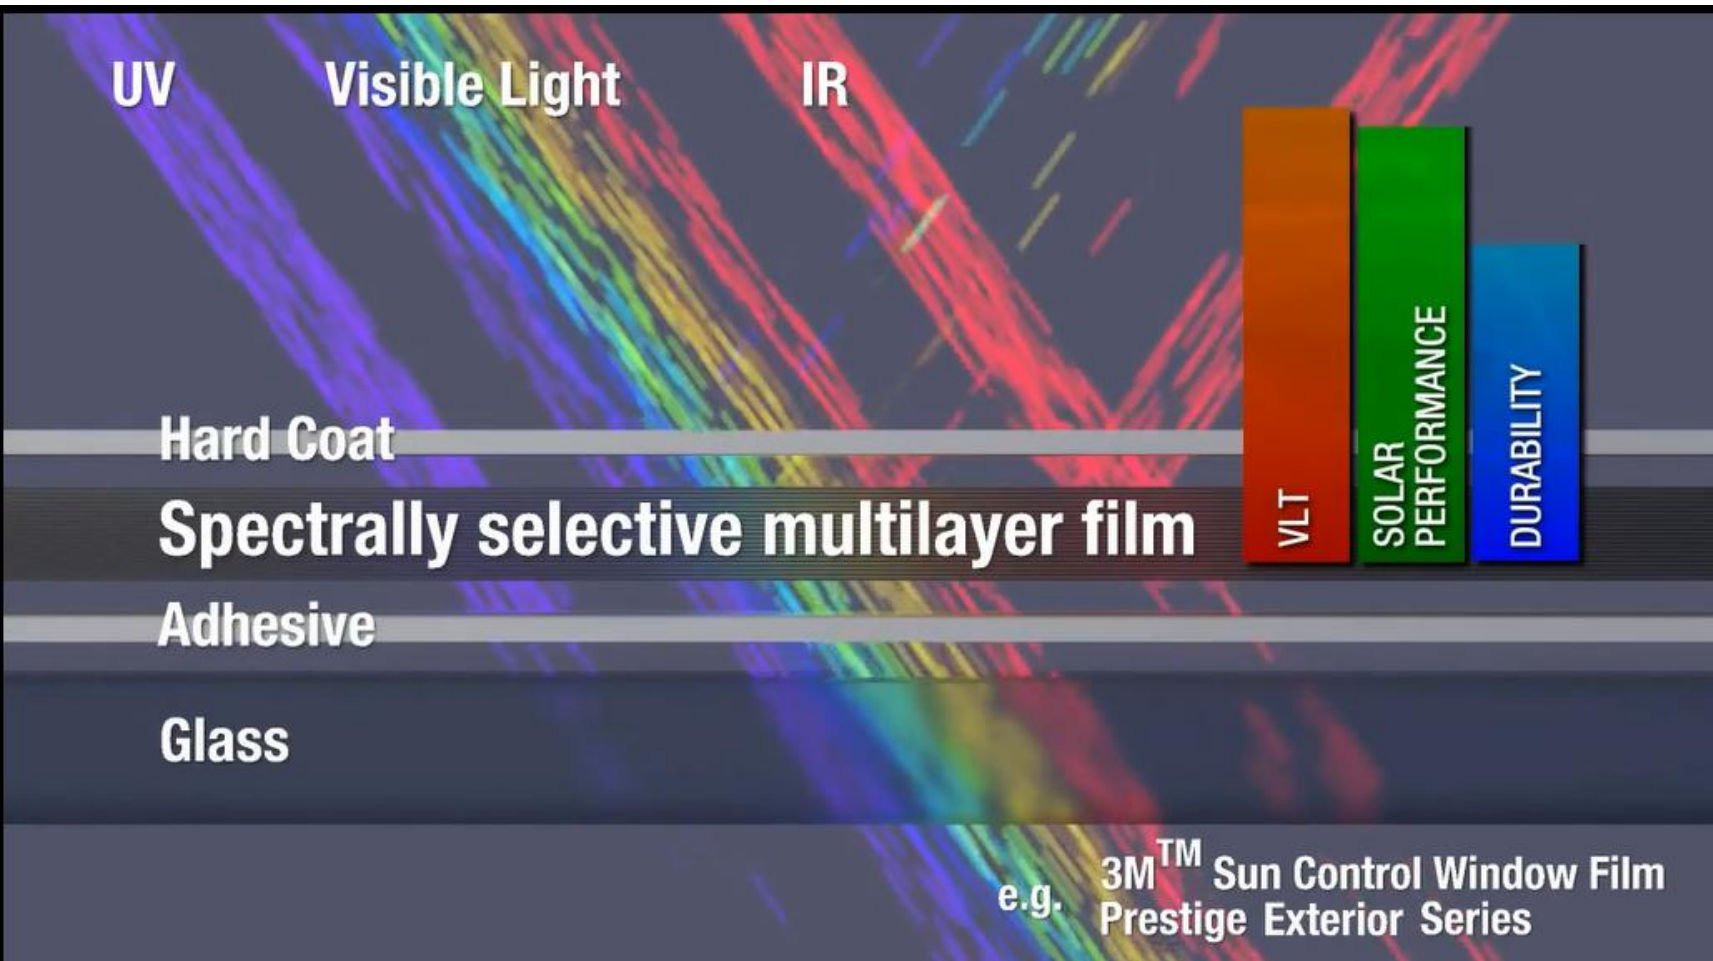 UV Visible Light IR
Hard Coat
Spectrally selective multilayer film
Adhesive
Glass
VLT
SOLAR
PERFORMANCE
DURABILITY
e.g. 3M™ Sun Control Window Film
Prestige Exterior Series